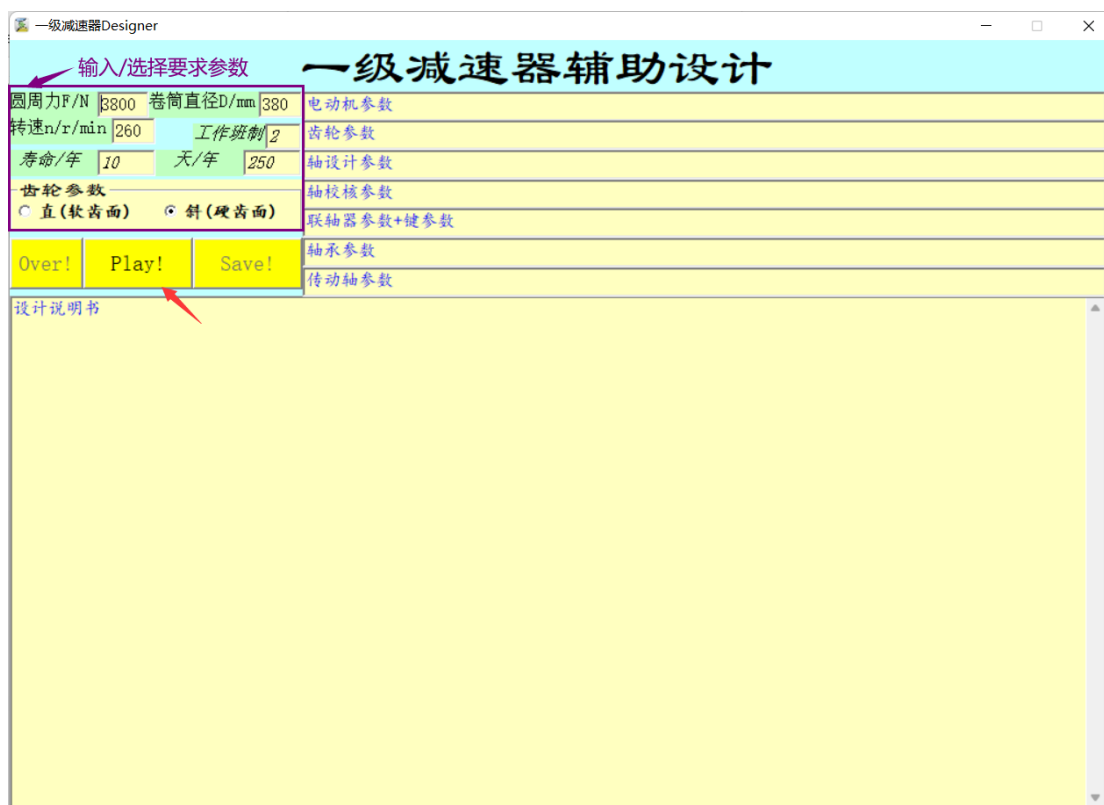 一级减速器Designer
输入/选择要求参数
一级减速器辅助设计
圆周力F/N 3800 卷筒直径D/mm 380
转速n/r/min 260 工作班制 2
寿命/年 10 天/年 250
齿轮参数
直(软齿面) 斜(硬齿面)
Over! Play! Save!
电动机参数
齿轮参数
轴设计参数
轴校核参数
联轴器参数+键参数
轴承参数
传动轴参数
设计说明书